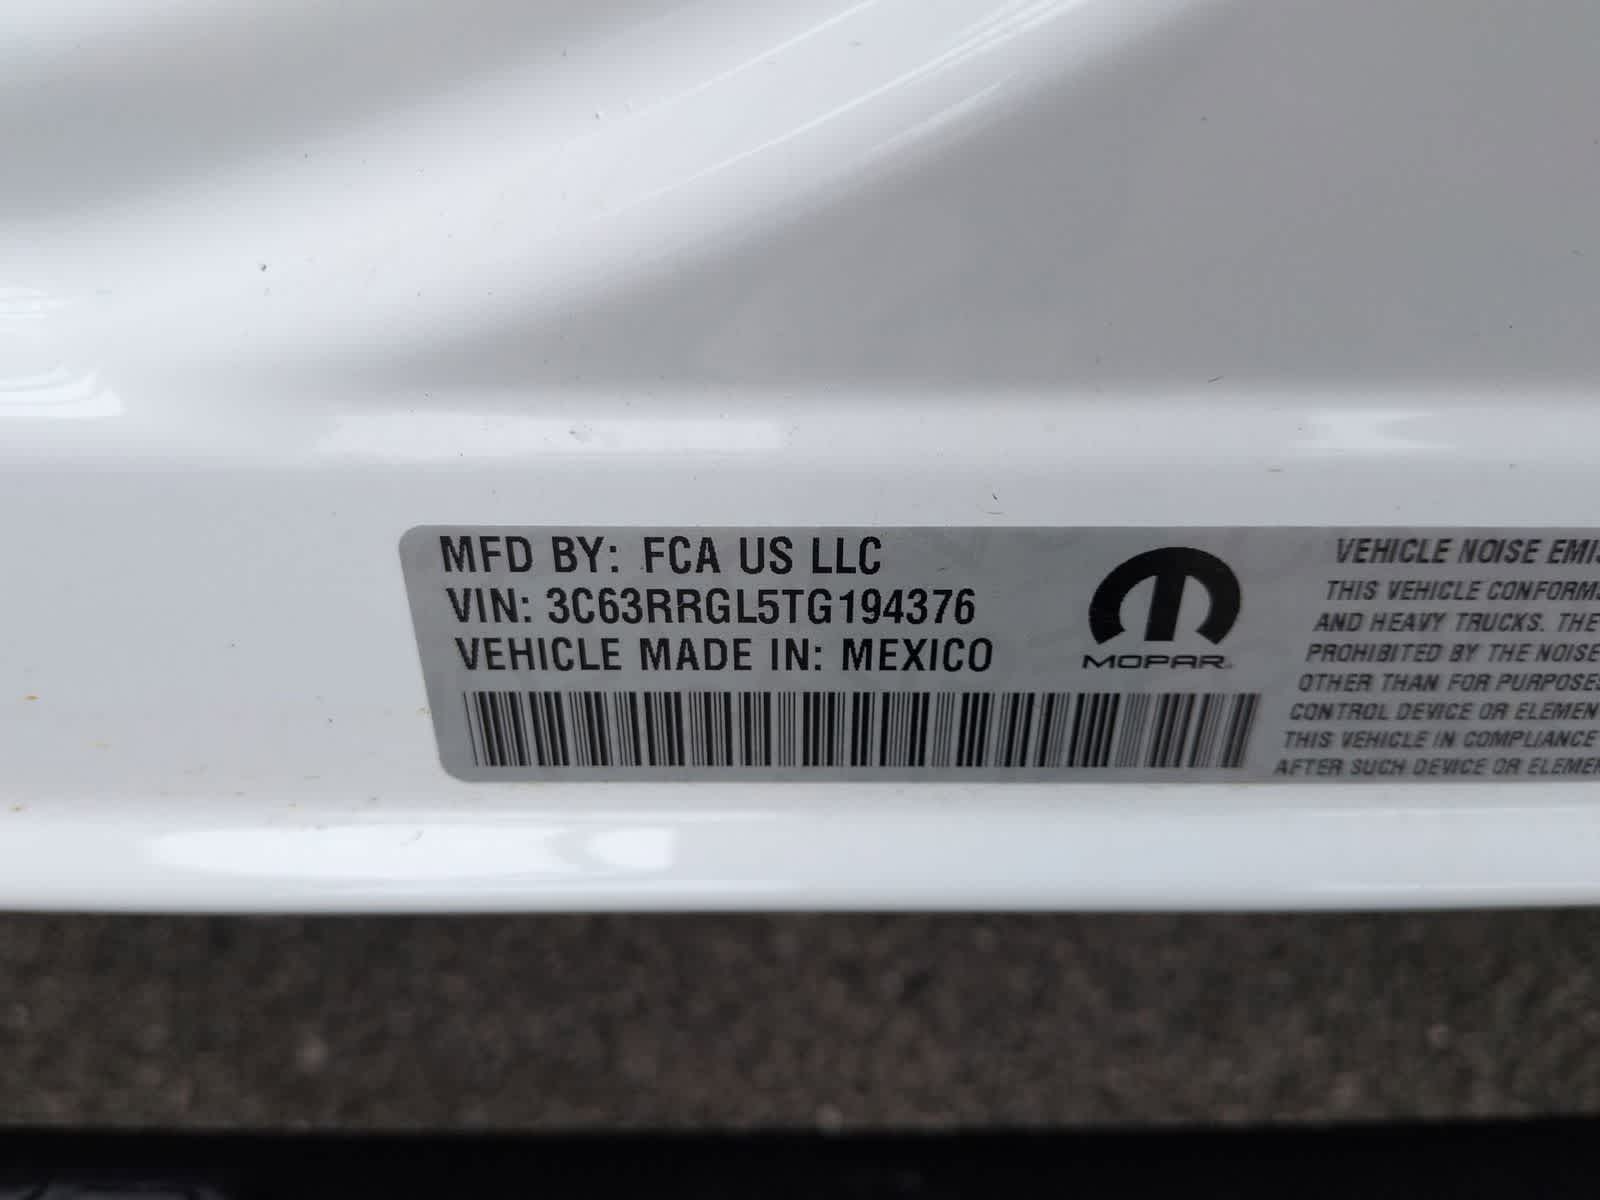 MFD BY: FCA US LLC
VIN: 3C63RRGL5TG194376
VEHICLE MADE IN: MEXICO
MOPAR
VEHICLE NOISE
THIS VEHICLE
AND HEAVY TRUCKS. THE
PROHIBITED BY THE NOISE
OTHER THAN FOR PURPOSES
CONTROL DEVICE OR
THIS VEHICLE IN COMPLIANCE
AFTER SUCH DEVICE OR